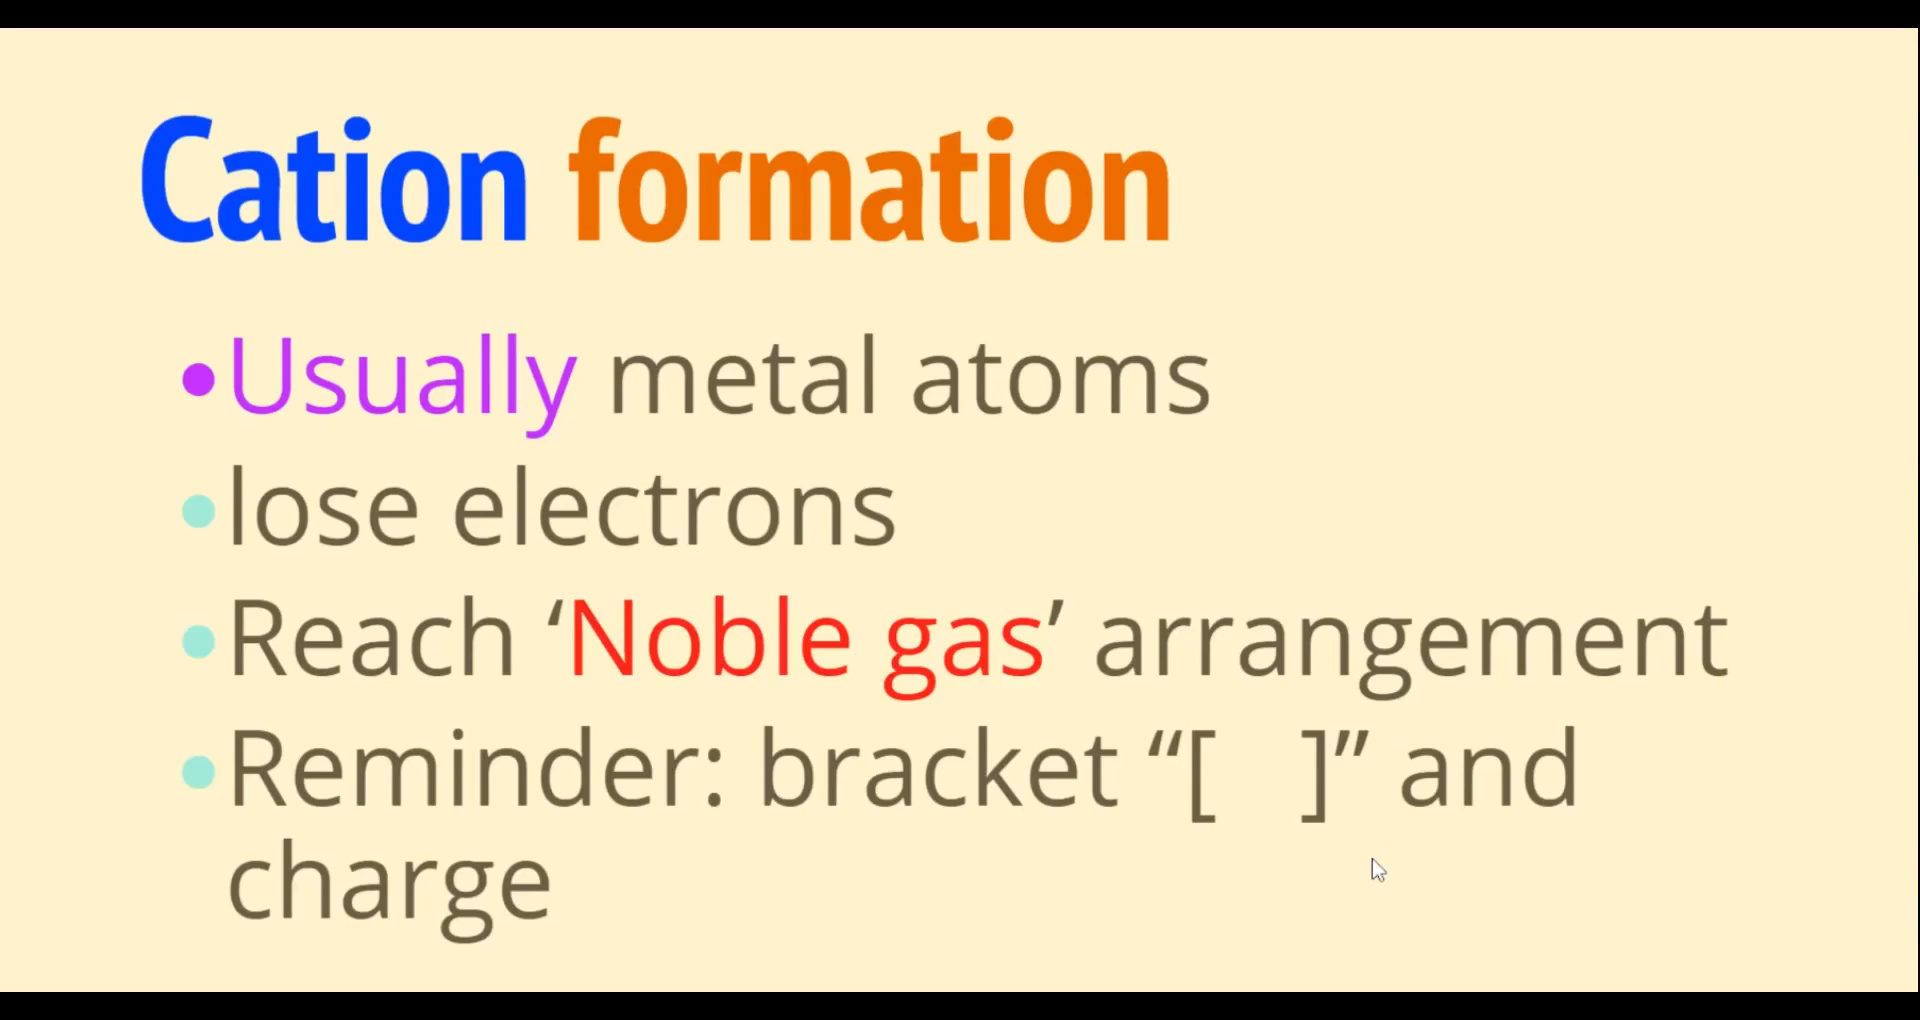 Cation formation
•Usually metal atoms
•lose electrons
•Reach ‘Noble gas’ arrangement
•Reminder: bracket “[   ]” and
charge